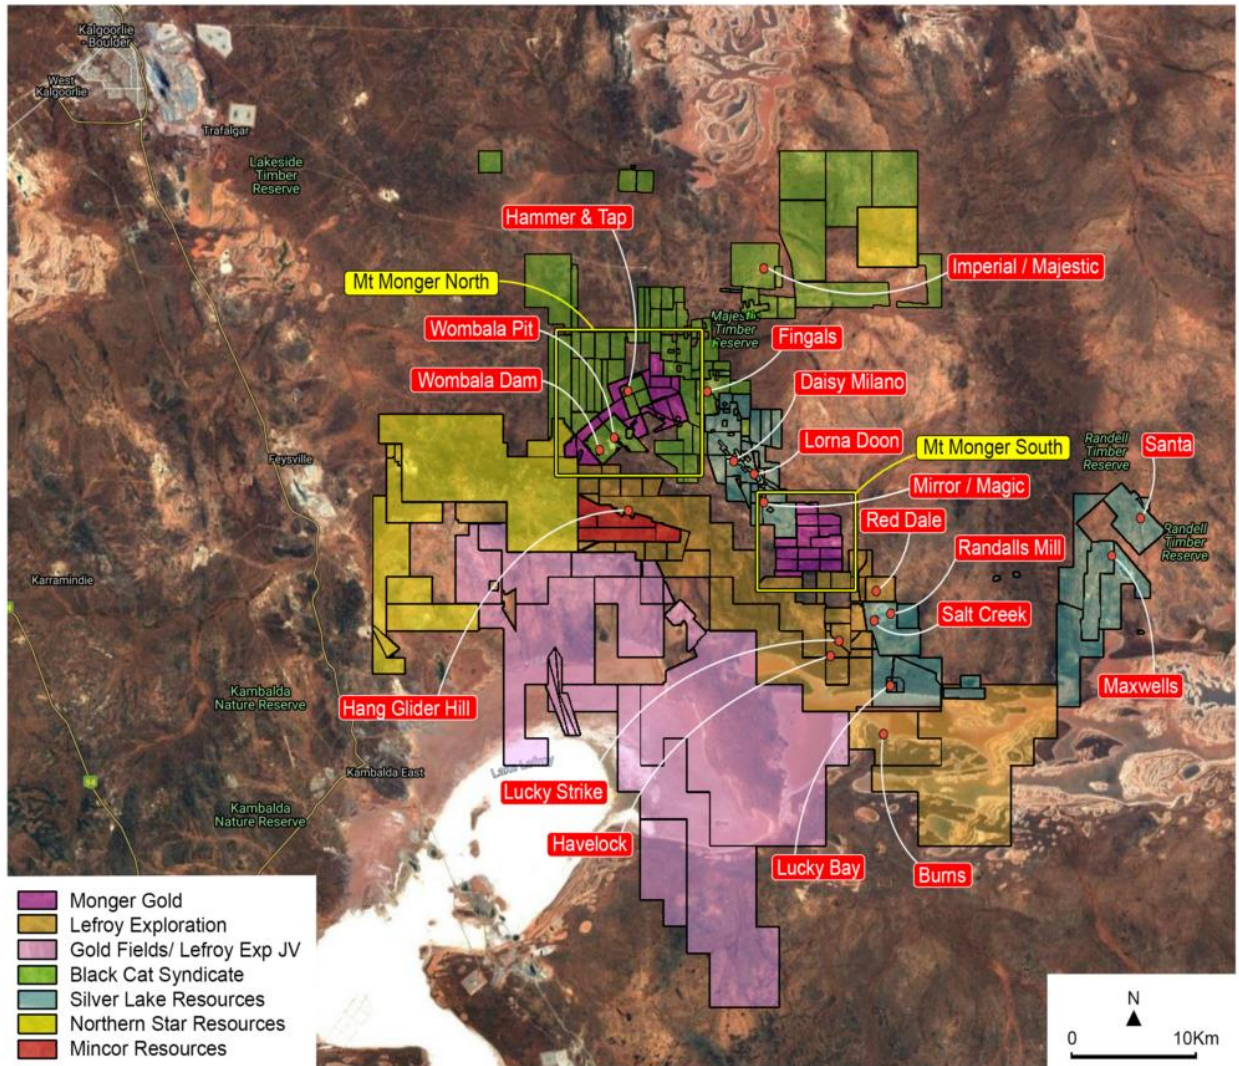 Kalgoorlie
- Boulder
West
Kalgoorlie
Trafalgar
Lakeside
Timber
Reserve
Hammer & Tap
Mt Monger North
Imperial / Majestic
Wombala Pit
Majestic
Timber
Reserve
Fingals
Wombala Dam
Daisy Milano
Lorna Doon
Mt Monger South
Randell
Timber
Reserve
Santa
Feysville
Mirror / Magic
Red Dale
Randalls Mill
Randell
Timber
Reserve
Karramindie
Salt Creek
Maxwells
Kambalda
Nature Reserve
Hang Glider Hill
Kambalda East
Lake Lefroy
94
Kambalda
Nature Reserve
Lucky Strike
Havelock
Lucky Bay
Burns
Monger Gold
Lefroy Exploration
Gold Fields/ Lefroy Exp JV
Black Cat Syndicate
Silver Lake Resources
Northern Star Resources
Mincor Resources
N
0 10Km